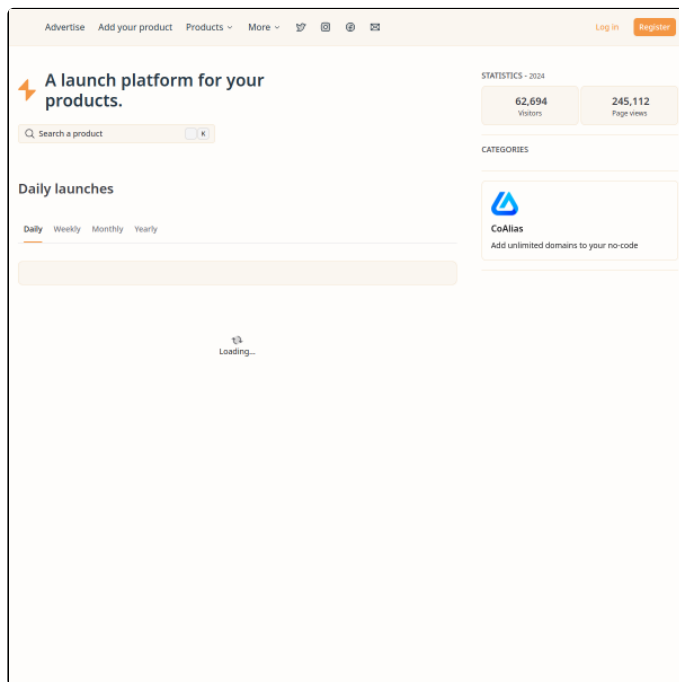 Advertise Add your product Products More Log in Register
A launch platform for your
products.
Search a product K
Daily launches
Daily Weekly Monthly Yearly
Loading...
STATISTICS - 2024
62,694 245,112
Visitors Page views
CATEGORIES
CoAlias
Add unlimited domains to your no-code